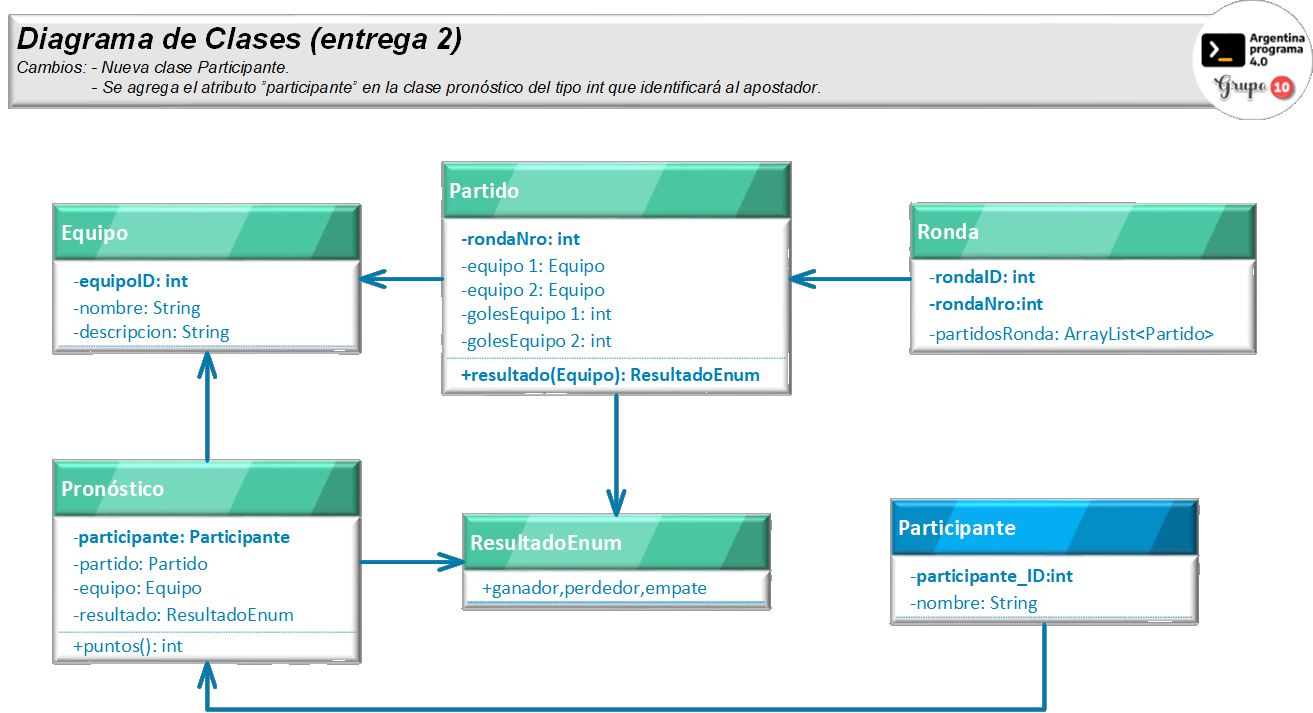 Diagrama de Clases (entrega 2)
Cambios: - Nueva clase Participante.
- Se agrega el atributo "participante" en la clase pronóstico del tipo int que identificará al apostador.
Argentina
programa
4.0
Grupo 10
Equipo
-equipoID: int
-nombre: String
-descripcion: String
Partido
-rondaNro: int
-equipo 1: Equipo
-equipo 2: Equipo
-golesEquipo 1: int
-golesEquipo 2: int
+resultado(Equipo): ResultadoEnum
Ronda
-rondaID: int
-rondaNro:int
-partidosRonda: ArrayList<Partido>
Pronóstico
-participante: Participante
-partido: Partido
-equipo: Equipo
-resultado: ResultadoEnum
+puntos(): int
ResultadoEnum
+ganador,perdedor,empate
Participante
-participante_ID:int
-nombre: String